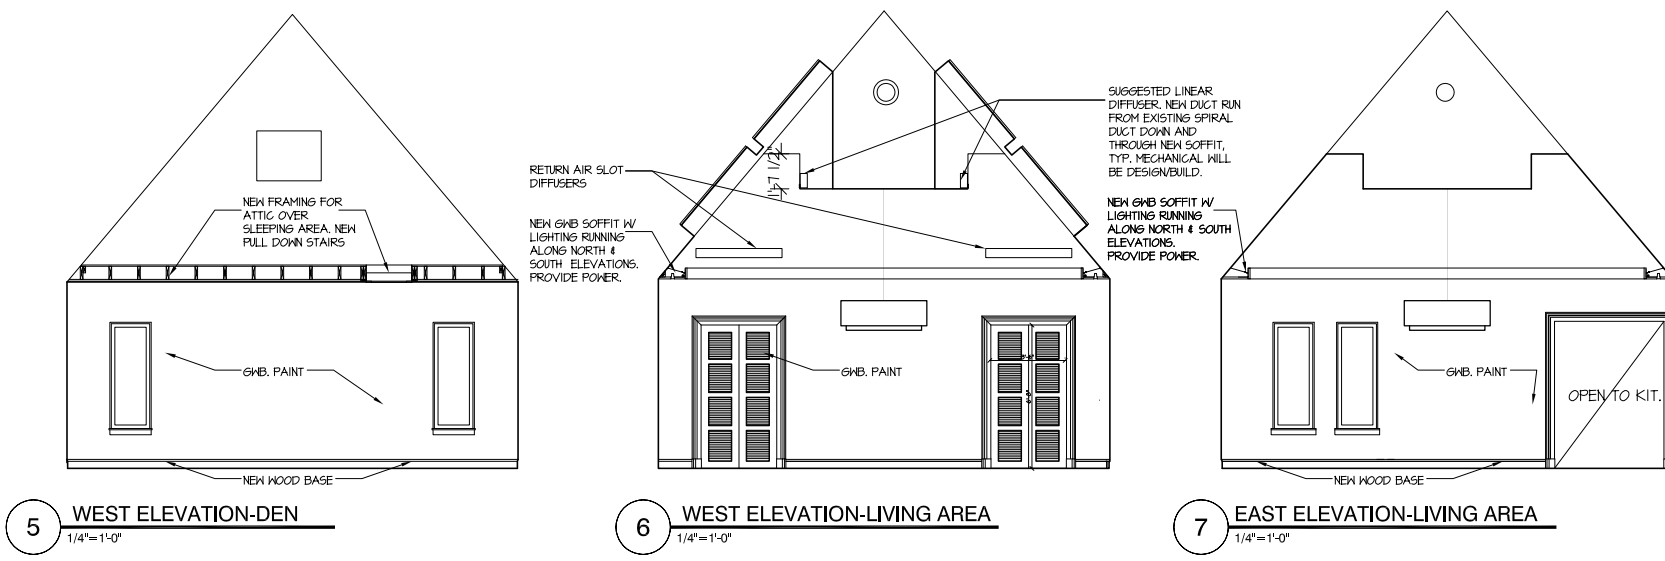 NEW FRAMING FOR
ATTIC OVER
SLEEPING AREA. NEW
PULL DOWN STAIRS
GWB. PAINT
NEW WOOD BASE
5
WEST ELEVATION-DEN
1/4"=1'-0"
RETURN AIR SLOT
DIFFUSERS
NEW GWB SOFFIT W/
LIGHTING RUNNING
ALONG NORTH &
SOUTH ELEVATIONS.
PROVIDE POWER.
1'-7 1/2"
GWB. PAINT
6
WEST ELEVATION-LIVING AREA
1/4"=1'-0"
SUGGESTED LINEAR
DIFFUSER. NEW DUCT RUN
FROM EXISTING SPIRAL
DUCT DOWN AND
THROUGH NEW SOFFIT,
TYP. MECHANICAL WILL
BE DESIGN/BUILD.
NEW GWB SOFFIT W/
LIGHTING RUNNING
ALONG NORTH & SOUTH
ELEVATIONS.
PROVIDE POWER.
GWB. PAINT
OPEN TO KIT.
NEW WOOD BASE
7
EAST ELEVATION-LIVING AREA
1/4"=1'-0"